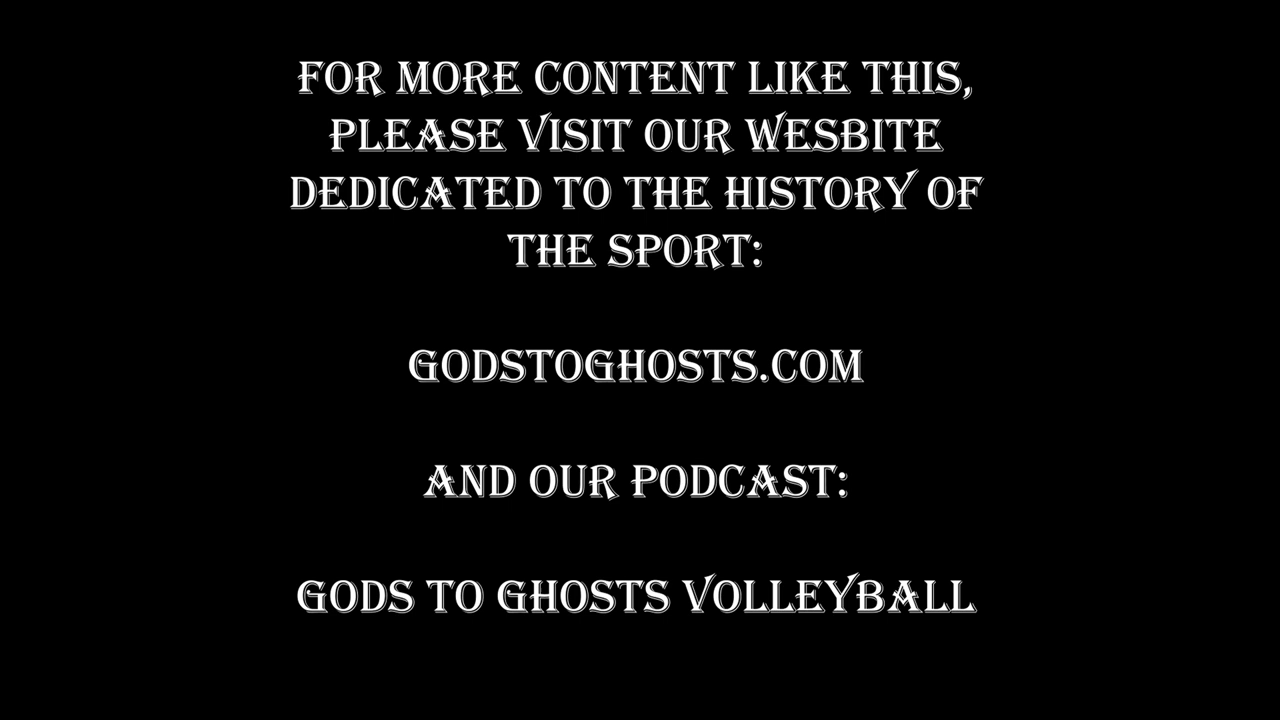 FOR MORE CONTENT LIKE THIS,
PLEASE VISIT OUR WESBITE
DEDICATED TO THE HISTORY OF
THE SPORT:
GODSTOGHOSTS.COM
AND OUR PODCAST:
GODS TO GHOSTS VOLLEYBALL